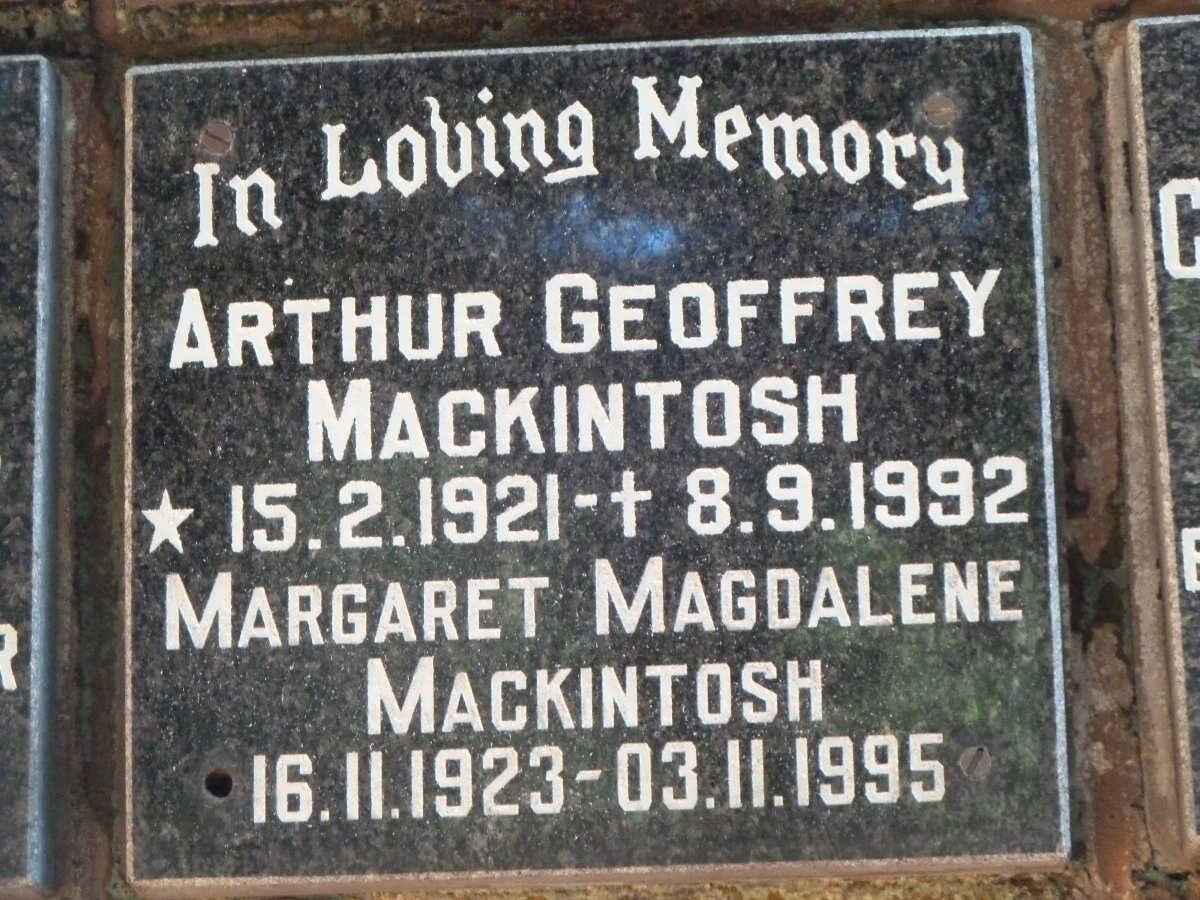 In Loving Memory
ARTHUR GEOFFREY
MACKINTOSH
★ 15.2.1921-† 8.9.1992
MARGARET MAGDALENE
MACKINTOSH
16.11.1923-03.11.1995